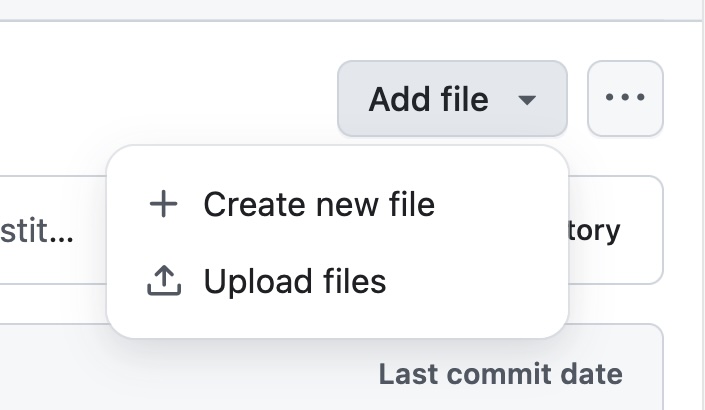 Add file
Create new file
stit...
tory
Upload files
Last commit date